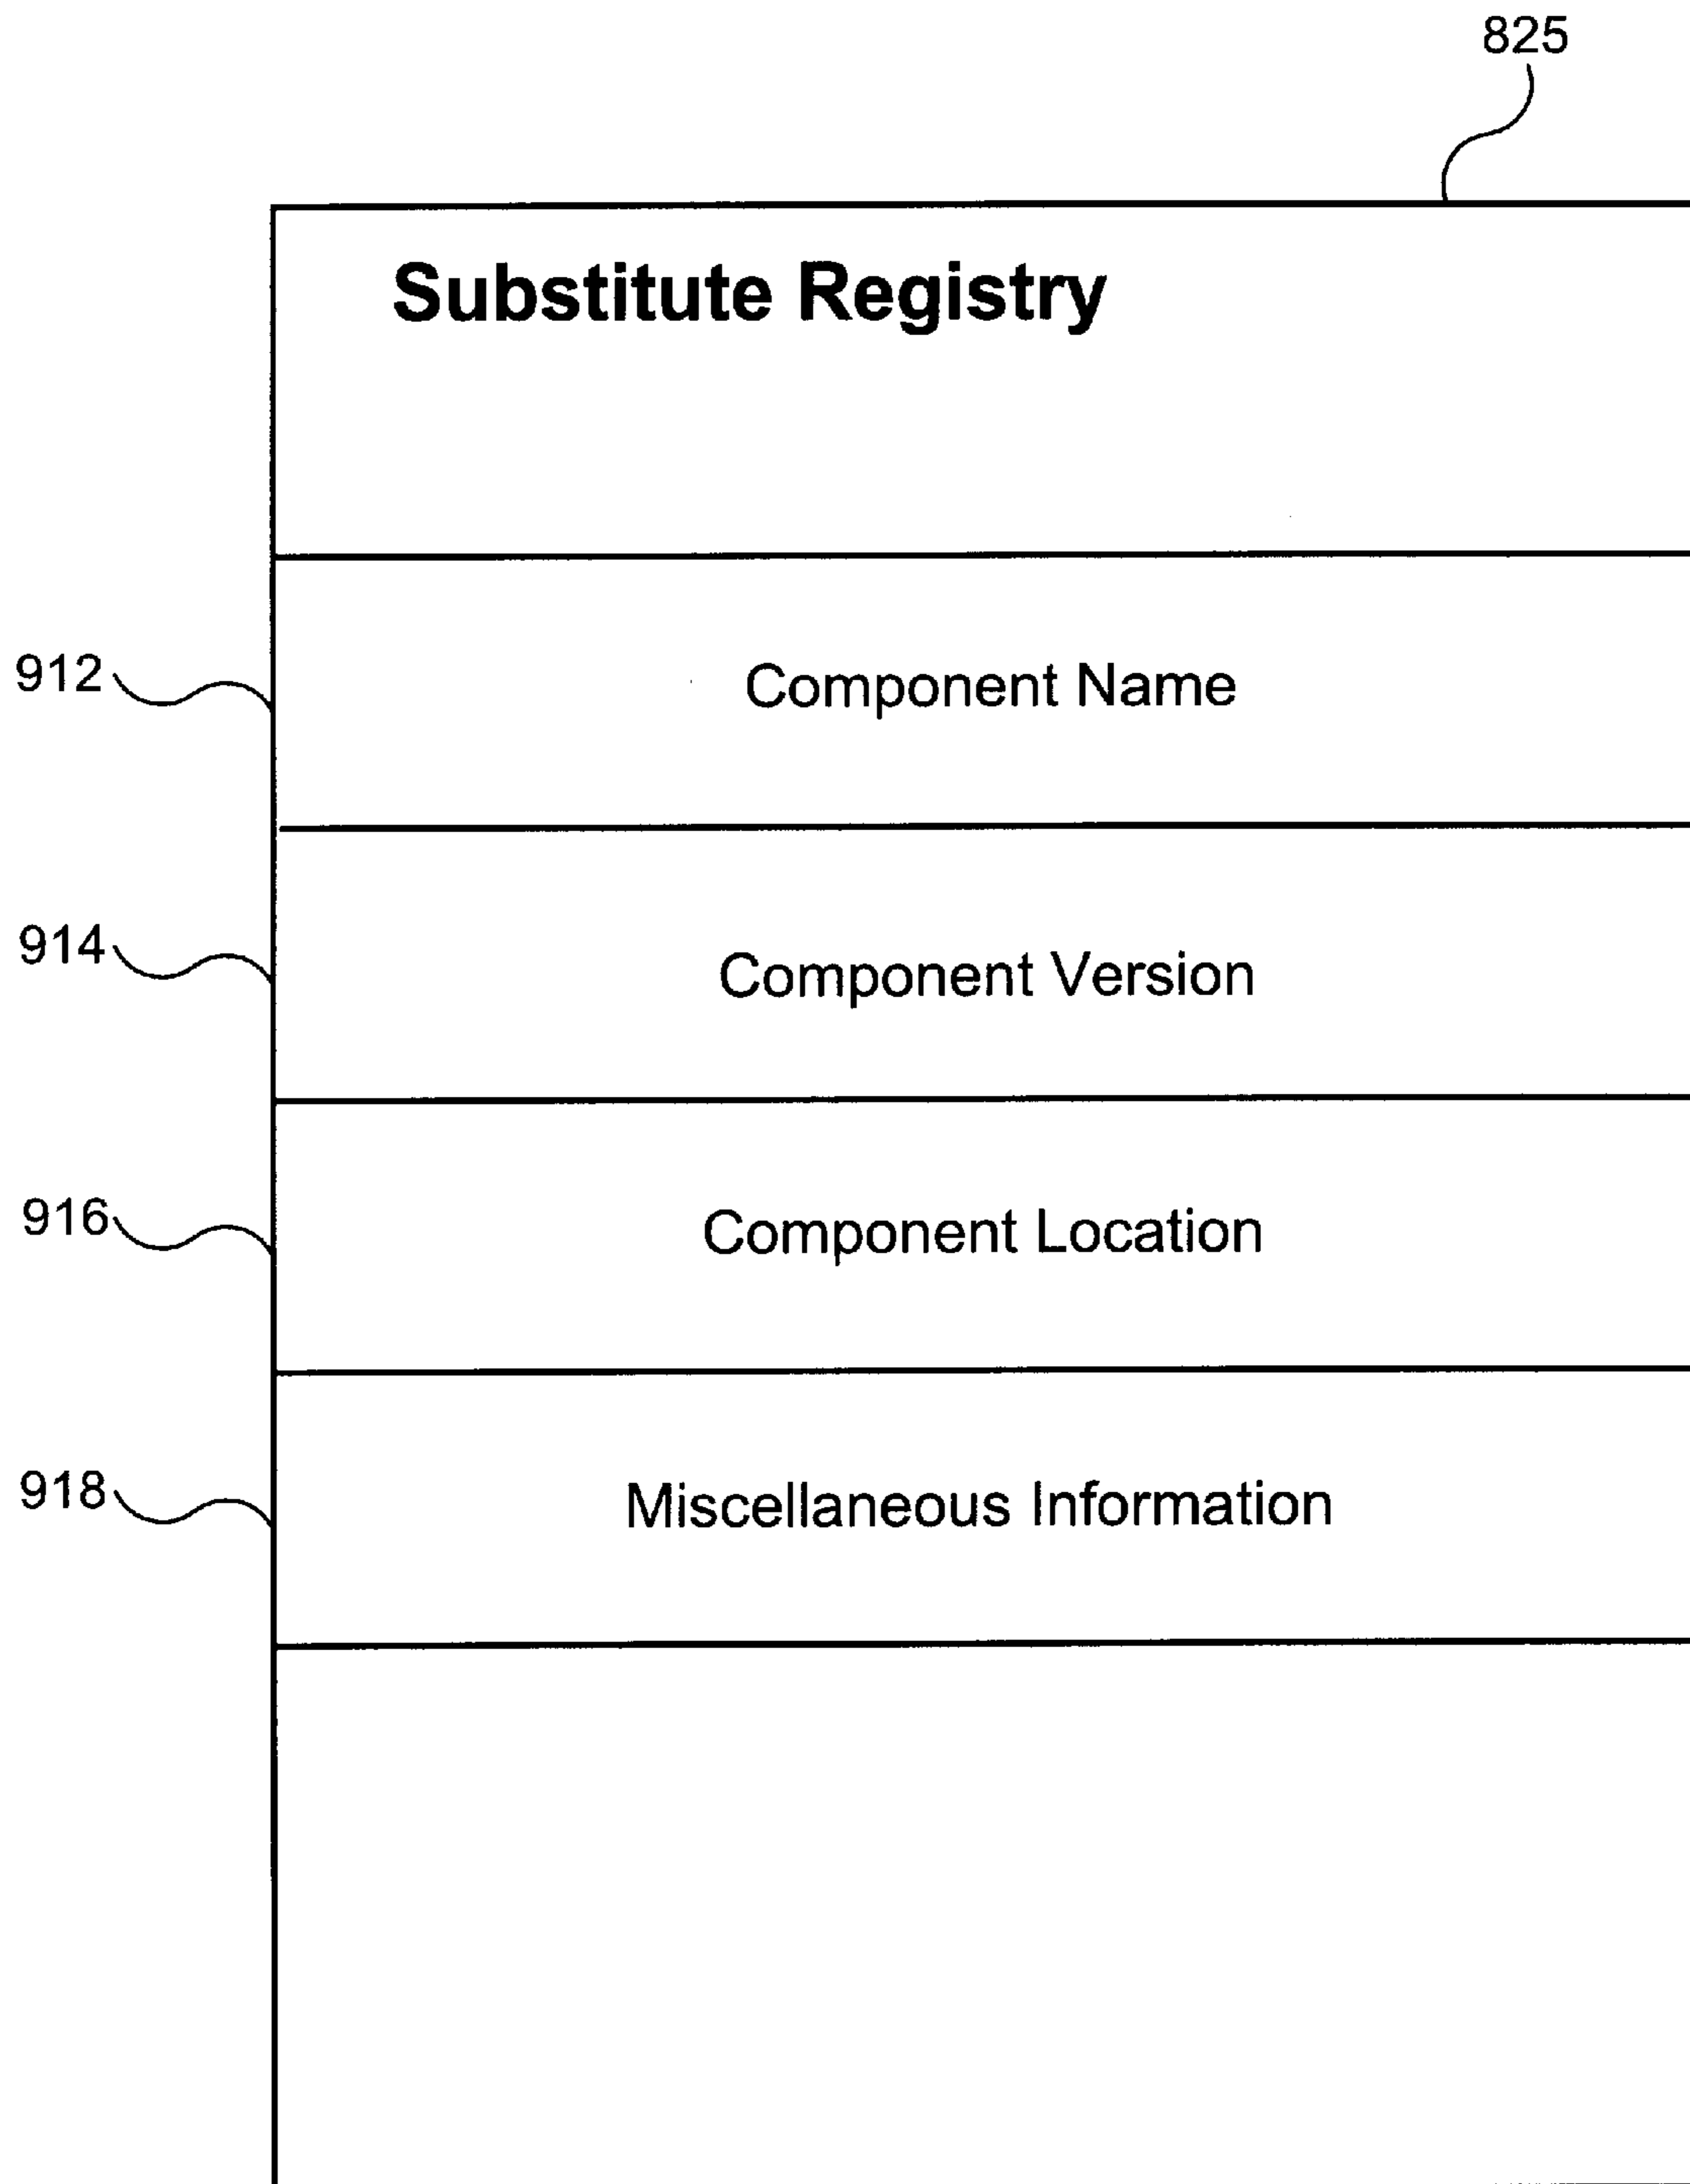 825
Substitute Registry
912
Component Name
914
Component Version
916
Component Location
918
Miscellaneous Information